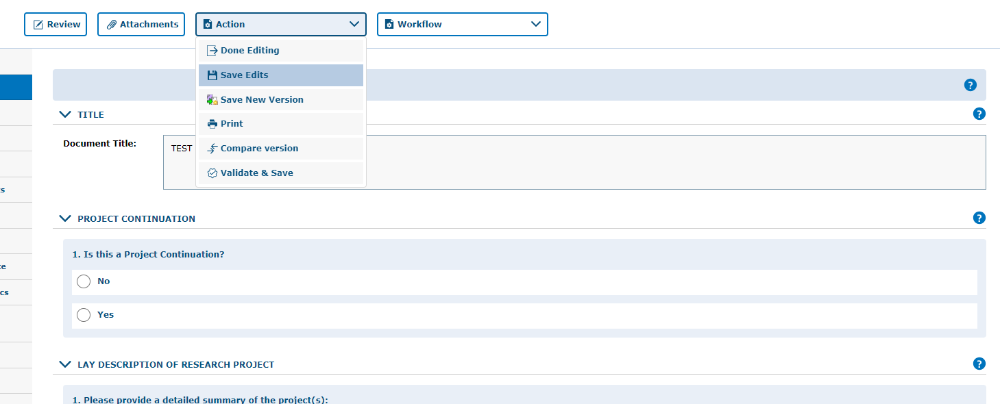 Review Attachments Action Workflow
Done Editing
Save Edits
?
Save New Version
TITLE ?
Print
Document Title: TEST
Compare version
Validate & Save
s
PROJECT CONTINUATION ?
1. Is this a Project Continuation?
te
No
cs
Yes
LAY DESCRIPTION OF RESEARCH PROJECT ?
1. Please provide a detailed summary of the project(s):